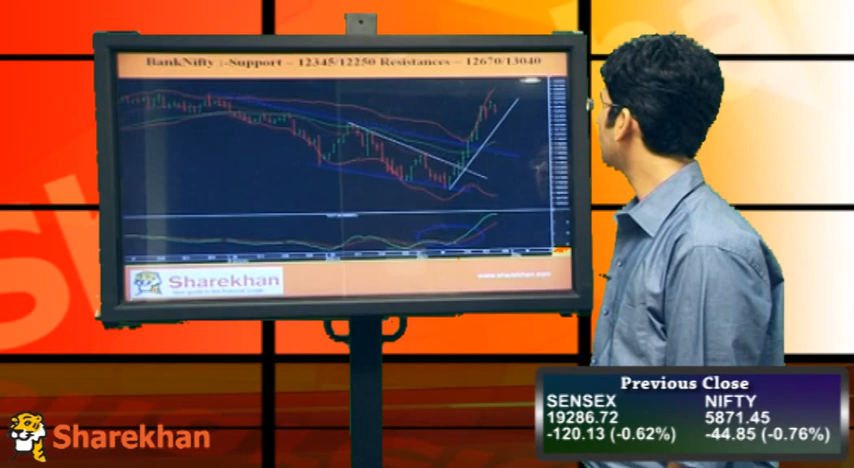 BankNifty :-Support – 12345/12250 Resistances – 12670/13040
Sharekhan
www.sharekhan.com
Sharekhan
Previous Close
SENSEX NIFTY
19286.72 5871.45
-120.13 (-0.62%) -44.85 (-0.76%)